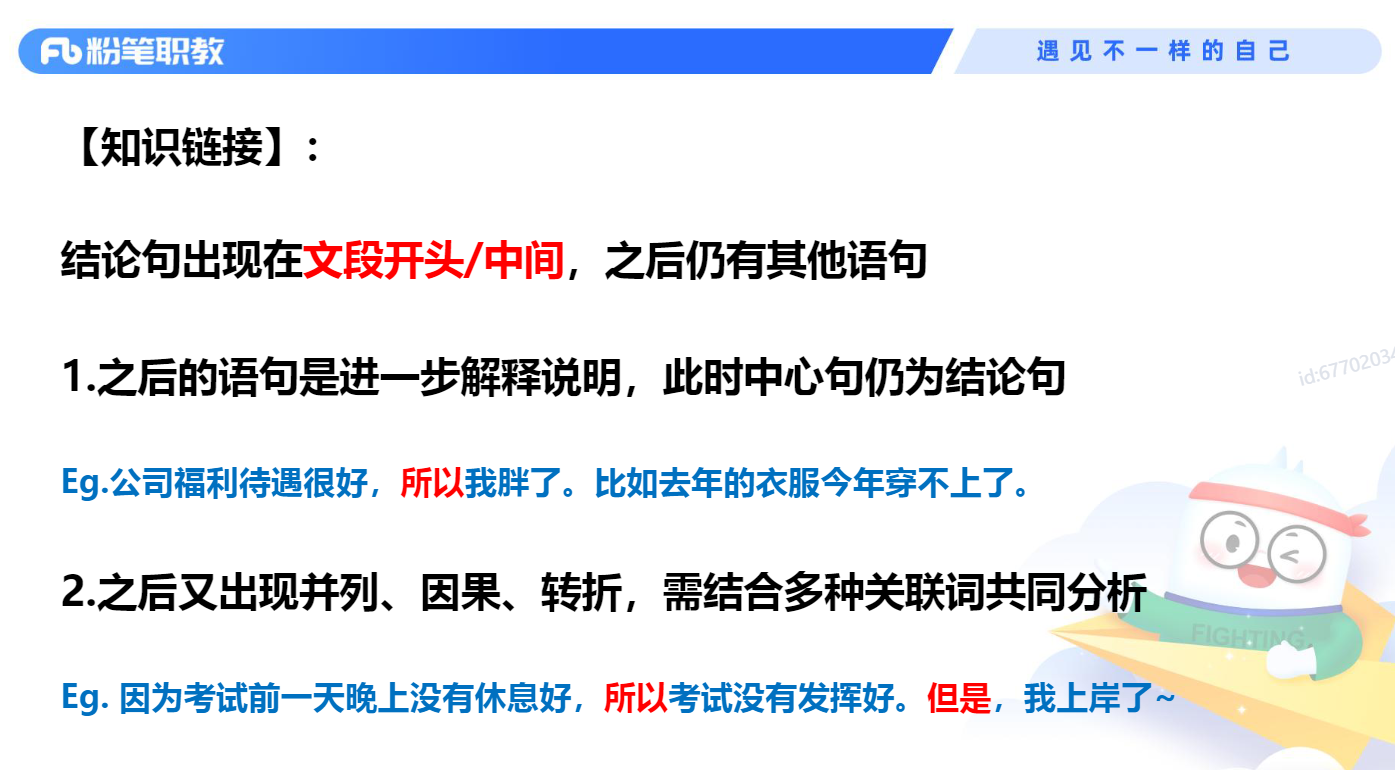 粉笔职教
遇见不一样的自己
【知识链接】:
结论句出现在文段开头/中间，之后仍有其他语句
1.之后的语句是进一步解释说明，此时中心句仍为结论句
id:67702034
Eg.公司福利待遇很好，所以我胖了。比如去年的衣服今年穿不上了。
2.之后又出现并列、因果、转折，需结合多种关联词共同分析
FIGHTING
Eg. 因为考试前一天晚上没有休息好，所以考试没有发挥好。但是，我上岸了~